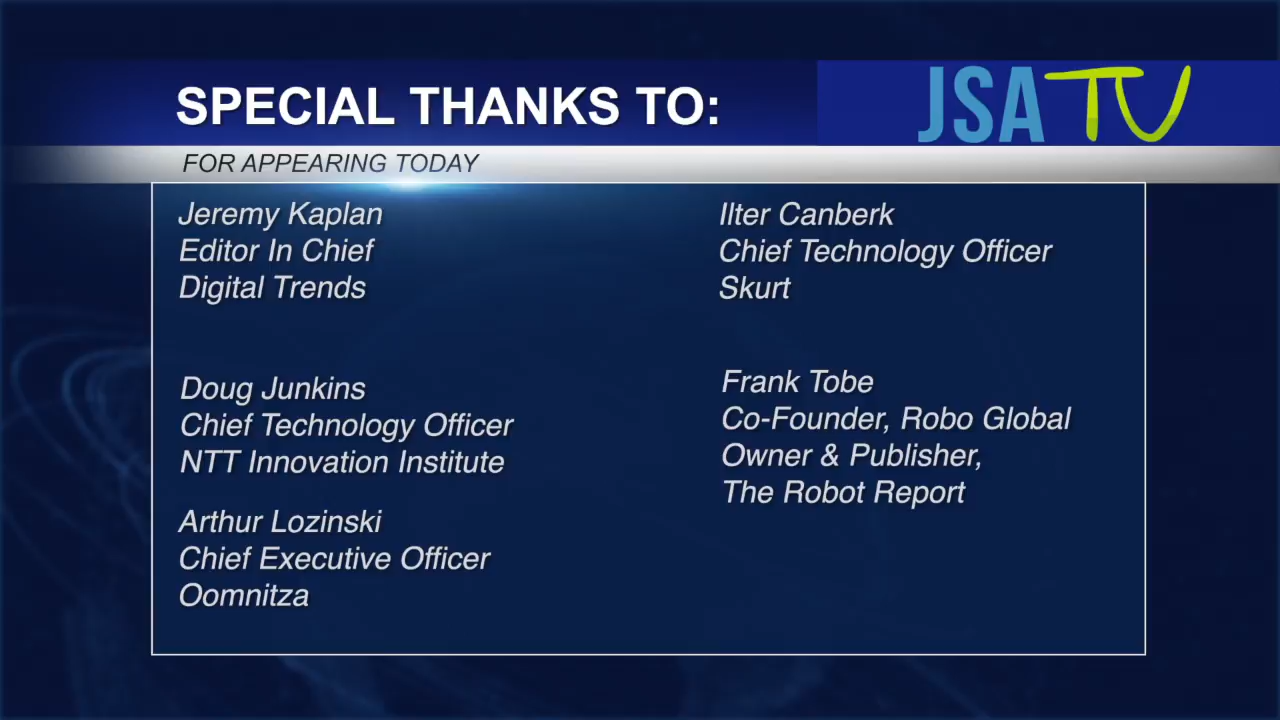 SPECIAL THANKS TO:
JSA TV
FOR APPEARING TODAY
Jeremy Kaplan
Editor In Chief
Digital Trends
Doug Junkins
Chief Technology Officer
NTT Innovation Institute
Arthur Lozinski
Chief Executive Officer
Oomnitza
Ilter Canberk
Chief Technology Officer
Skurt
Frank Tobe
Co-Founder, Robo Global
Owner & Publisher,
The Robot Report